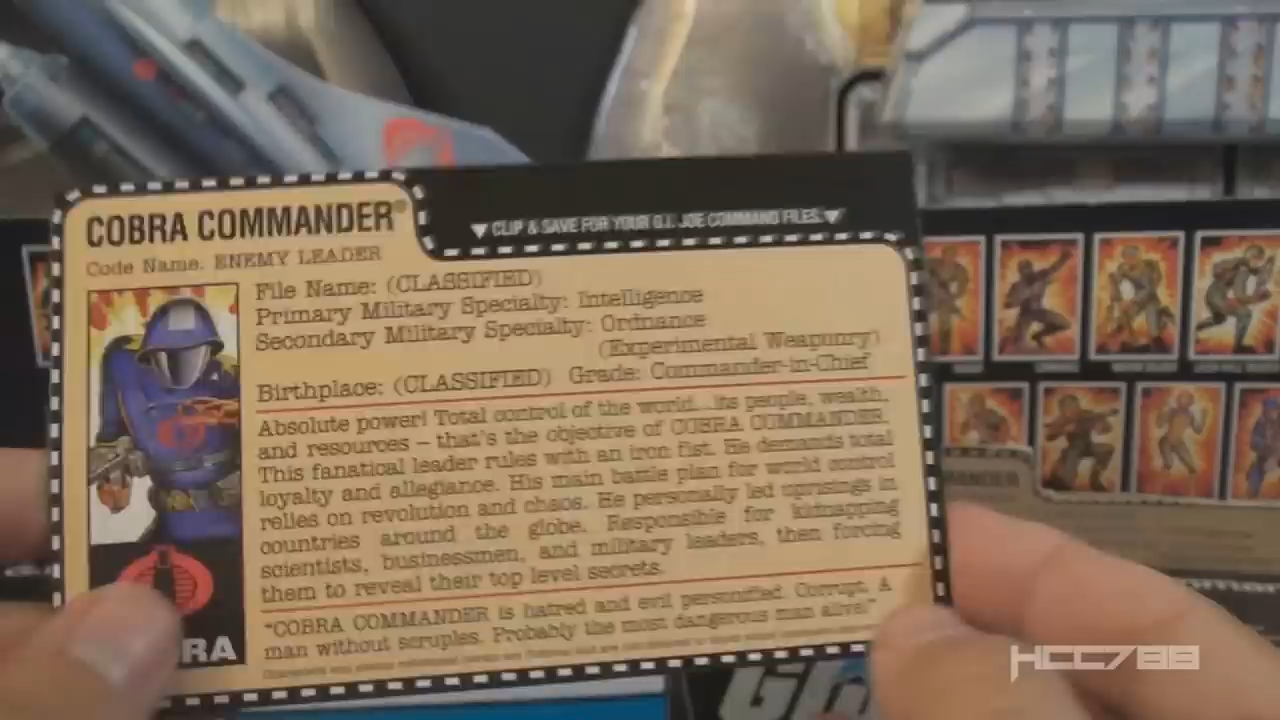 COBRA COMMANDER®
▼ CLIP & SAVE FOR YOUR G.I. JOE COMMAND FILES. ▼
Code Name: ENEMY LEADER
File Name: (CLASSIFIED)
Primary Military Specialty: Intelligence
Secondary Military Specialty: Ordnance
(Experimental Weaponry)
Birthplace: (CLASSIFIED) Grade: Commander-in-Chief
Absolute power! Total control of the world...its people, wealth,
and resources – that's the objective of COBRA COMMANDER.
This fanatical leader rules with an iron fist. He demands total
loyalty and allegiance. His main battle plan for world control
relies on revolution and chaos. He personally led uprisings in
countries around the globe. Responsible for kidnapping
scientists, businessmen, and military leaders, then forcing
them to reveal their top level secrets.
"COBRA COMMANDER is hatred and evil personified. Corrupt. A
man without scruples. Probably the most dangerous man alive!"
RA
MANDER
HCC788